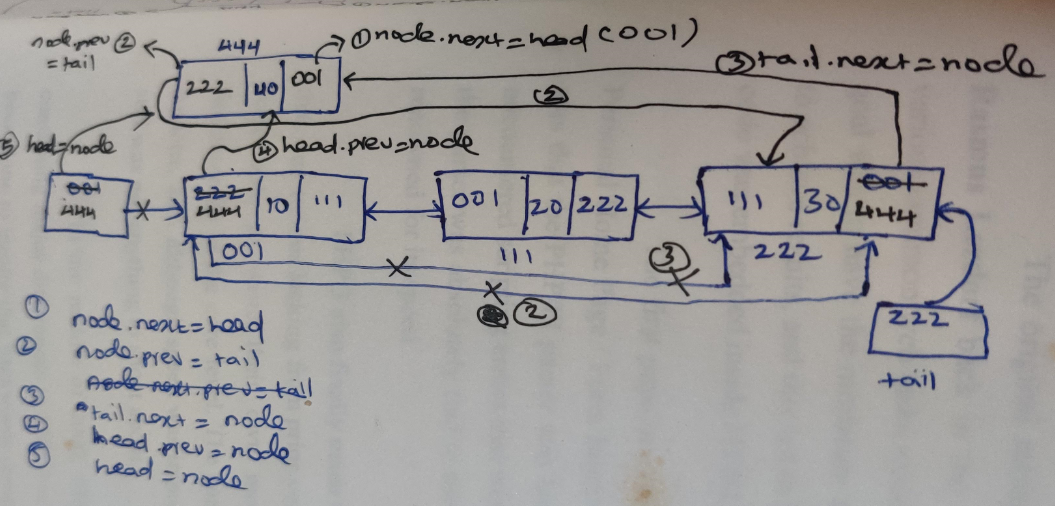 node.prev ②
= tail
444
① node.next = head (001)
222 40 001
③ tail.next = node
②
⑤ head = node
④ head.prev = node
001
444
222
444 10 111
001 20 222
111 30 001
444
001
111
222
③
②
222
tail
① node.next = head
② node.prev = tail
node.next.prev = tail
③ tail.next = node
④ head.prev = node
⑤ head = node